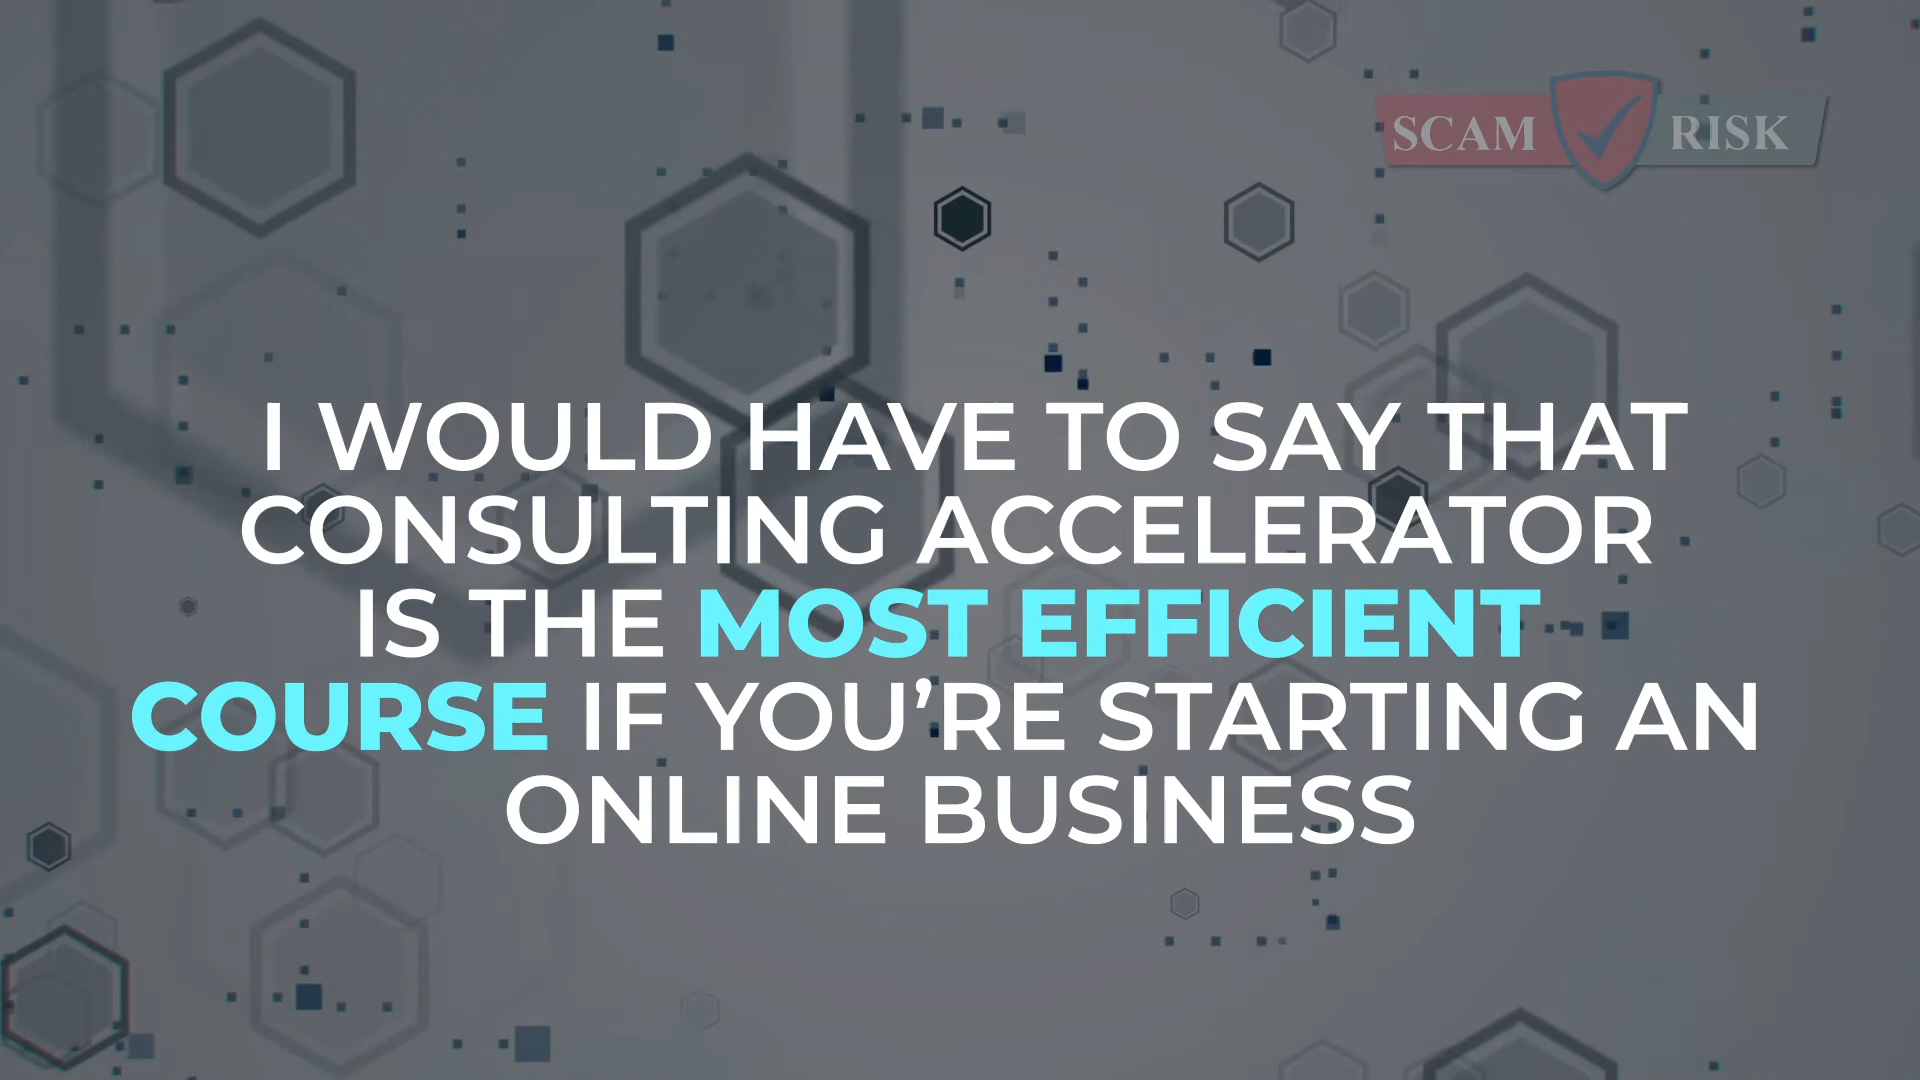 SCAM RISK
I WOULD HAVE TO SAY THAT
CONSULTING ACCELERATOR
IS THE MOST EFFICIENT
COURSE IF YOU’RE STARTING AN
ONLINE BUSINESS